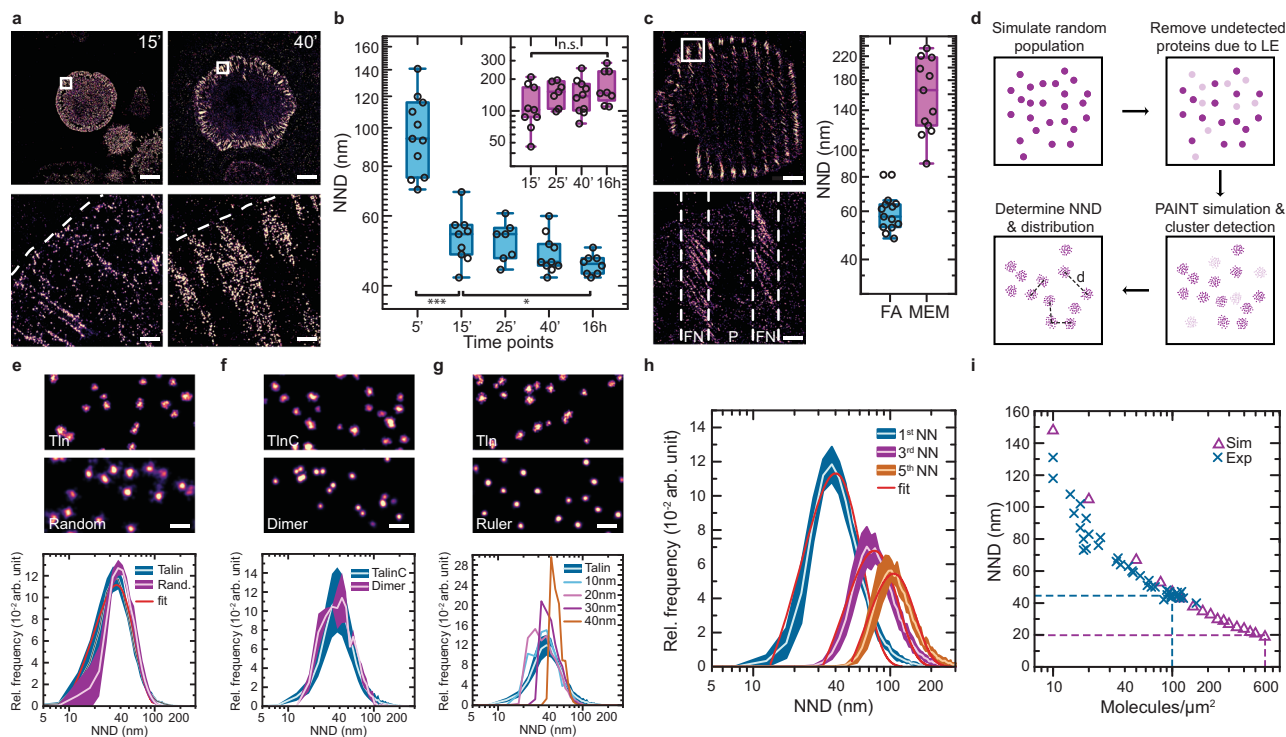 a
15'
40'
b
NND (nm)
160
140
120
100
80
60
40
5'
15'
25'
40'
16h
Time points
***
*
n.s.
300
200
100
50
15'
25'
40'
16h
c
FN
P
FN
NND (nm)
220
160
120
80
60
40
FA
MEM
d
Simulate random
population
Remove undetected
proteins due to LE
Determine NND
& distribution
PAINT simulation &
cluster detection
d
e
Tln
Random
Rel. frequency (10⁻² arb. unit)
12
10
8
6
4
2
0
Talin
Rand.
fit
5
10
40
100
200
NND (nm)
f
TlnC
Dimer
Rel. frequency (10⁻² arb. unit)
14
12
10
8
6
4
2
0
TalinC
Dimer
5
10
40
100
200
NND (nm)
g
Tln
Ruler
Rel. frequency (10⁻² arb. unit)
28
24
20
16
12
8
4
0
Talin
10nm
20nm
30nm
40nm
5
10
40
100
200
NND (nm)
h
Rel. frequency (10⁻² arb. unit)
14
12
10
8
6
4
2
0
1ˢᵗ NN
3ʳᵈ NN
5ᵗʰ NN
fit
5
10
40
100
200
NND (nm)
i
NND (nm)
160
140
120
100
80
60
40
20
0
Sim
Exp
10
40
100
200
600
Molecules/μm²